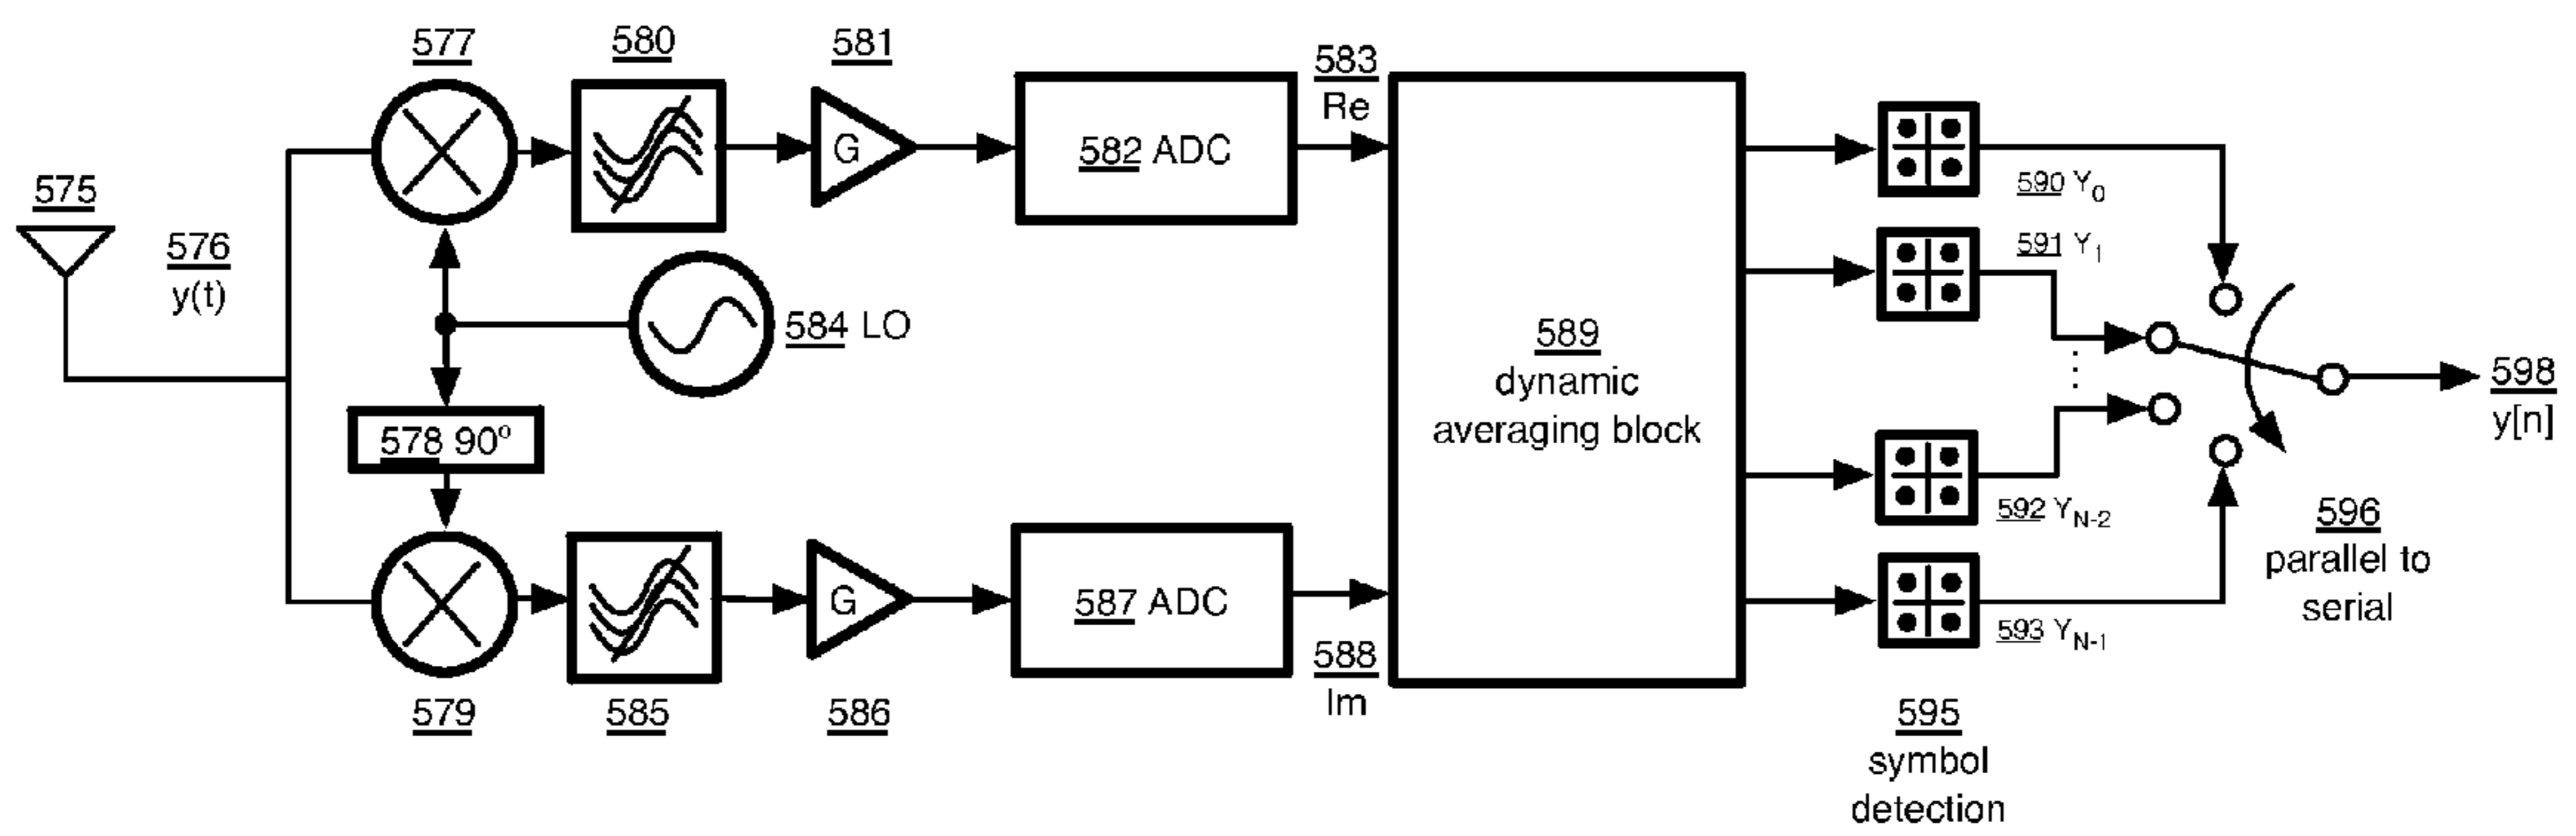 577
580
581
583
Re
575
576
y(t)
G
582 ADC
584 LO
578 90º
589
dynamic
averaging block
590 Y0
591 Y1
592 YN-2
593 YN-1
598
y[n]
596
parallel to
serial
G
587 ADC
588
Im
579
585
586
595
symbol
detection